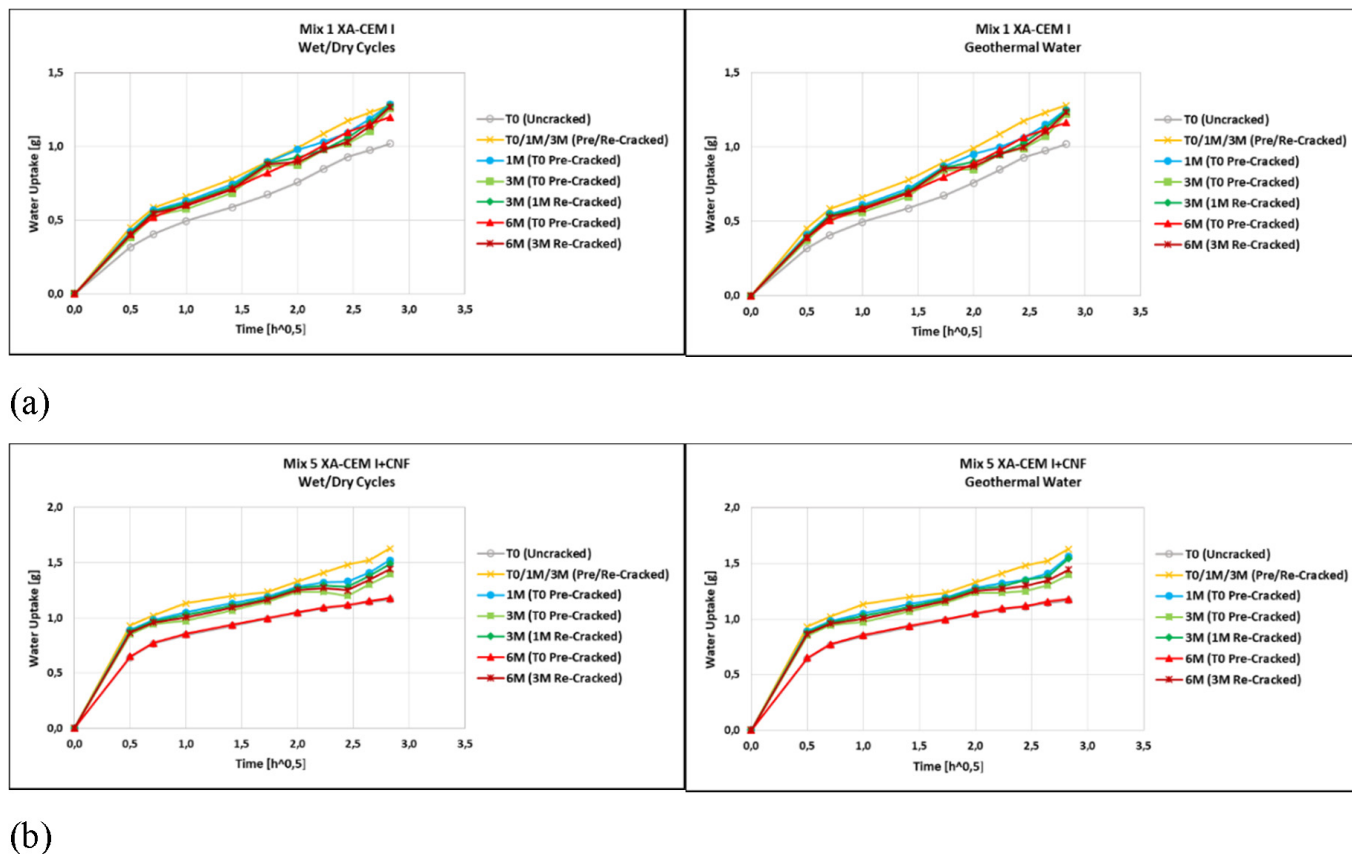 Mix 1 XA-CEM I
Wet/Dry Cycles
1,5
1,0
0,5
0,0
Water Uptake [g]
0,0 0,5 1,0 1,5 2,0 2,5 3,0 3,5
Time [h^0,5]
T0 (Uncracked)
T0/1M/3M (Pre/Re-Cracked)
1M (T0 Pre-Cracked)
3M (T0 Pre-Cracked)
3M (1M Re-Cracked)
6M (T0 Pre-Cracked)
6M (3M Re-Cracked)
Mix 1 XA-CEM I
Geothermal Water
1,5
1,0
0,5
0,0
Water Uptake [g]
0,0 0,5 1,0 1,5 2,0 2,5 3,0 3,5
Time [h^0,5]
T0 (Uncracked)
T0/1M/3M (Pre/Re-Cracked)
1M (T0 Pre-Cracked)
3M (T0 Pre-Cracked)
3M (1M Re-Cracked)
6M (T0 Pre-Cracked)
6M (3M Re-Cracked)
(a)
Mix 5 XA-CEM I+CNF
Wet/Dry Cycles
2,0
1,5
1,0
0,5
0,0
Water Uptake [g]
0,0 0,5 1,0 1,5 2,0 2,5 3,0 3,5
Time [h^0,5]
T0 (Uncracked)
T0/1M/3M (Pre/Re-Cracked)
1M (T0 Pre-Cracked)
3M (T0 Pre-Cracked)
3M (1M Re-Cracked)
6M (T0 Pre-Cracked)
6M (3M Re-Cracked)
Mix 5 XA-CEM I+CNF
Geothermal Water
2,0
1,5
1,0
0,5
0,0
Water Uptake [g]
0,0 0,5 1,0 1,5 2,0 2,5 3,0 3,5
Time [h^0,5]
T0 (Uncracked)
T0/1M/3M (Pre/Re-Cracked)
1M (T0 Pre-Cracked)
3M (T0 Pre-Cracked)
3M (1M Re-Cracked)
6M (T0 Pre-Cracked)
6M (3M Re-Cracked)
(b)